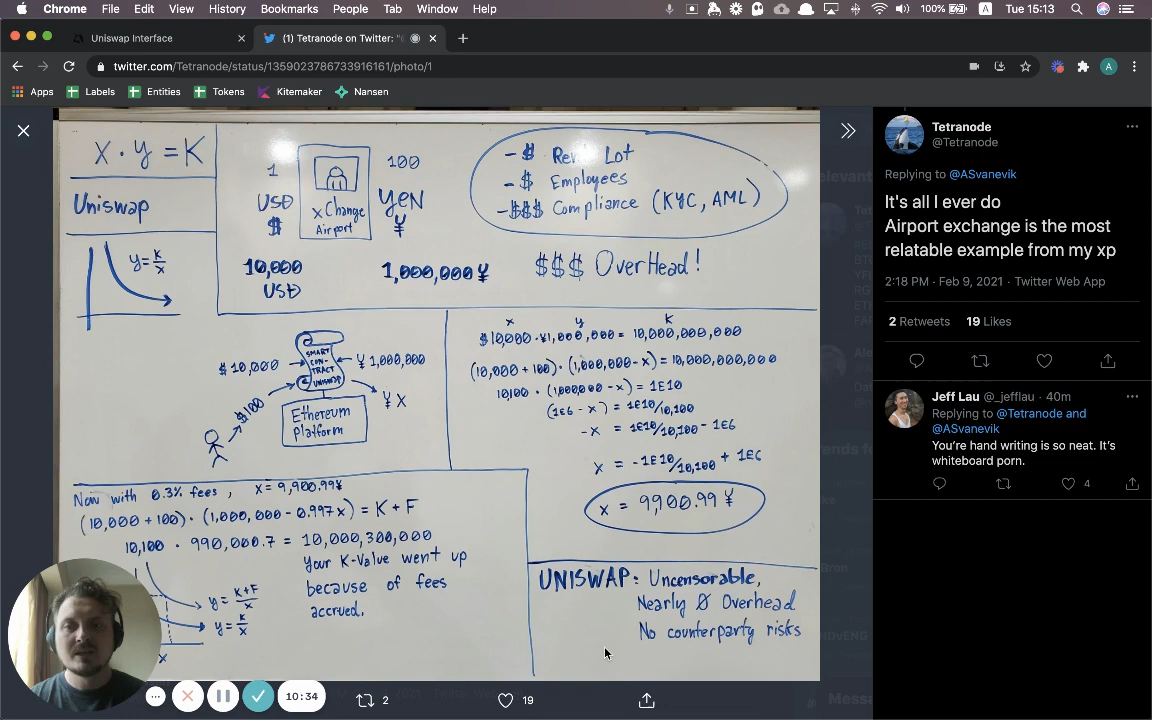 Chrome File Edit View History Bookmarks People Tab Window Help
100% A Tue 15:13
Uniswap Interface
(1) Tetranode on Twitter: "
twitter.com/Tetranode/status/1359023786733916161/photo/1
A
Apps Labels Entities Tokens Kitemaker Nansen
x · y = K
Uniswap
y = K/x
1
USD
$
10,000
USD
xChange
Airport
100
YEN
¥
1,000,000 ¥
- $ Lot
- $ Employees
- $$$ Compliance (KYC, AML)
$$$ OverHead!
$10,000
SMART
CON-
TRACT
UNISWAP
¥ 1,000,000
$100
¥ X
Ethereum
Platform
x y K
$10,000 · ¥1,000,000 = 10,000,000,000
(10,000 + 100) · (1,000,000 - x) = 10,000,000,000
10,100 · (1,000,000 - x) = 1E10
(1E6 - x) = 1E10/10,100
-x = 1E10/10,100 - 1E6
x = -1E10/10,100 + 1E6
x = 9,900.99 ¥
Now with 0.3% fees, x = 9,900.99¥
(10,000 + 100) · (1,000,000 - 0.997x) = K + F
10,100 · 990,000.7 = 10,000,300,000
Your K-Value went up
because of fees
accrued.
y = K+F/x
y = K/x
x
UNISWAP: Uncensorable,
Nearly 0 Overhead
No counterparty risks
10:34
2
19
Tetranode
@Tetranode
Replying to @ASvanevik
It's all I ever do
Airport exchange is the most
relatable example from my xp
2:18 PM · Feb 9, 2021 · Twitter Web App
2 Retweets 19 Likes
Jeff Lau @_jefflau · 40m
Replying to @Tetranode and
@ASvanevik
You're hand writing is so neat. It's
whiteboard porn.
4